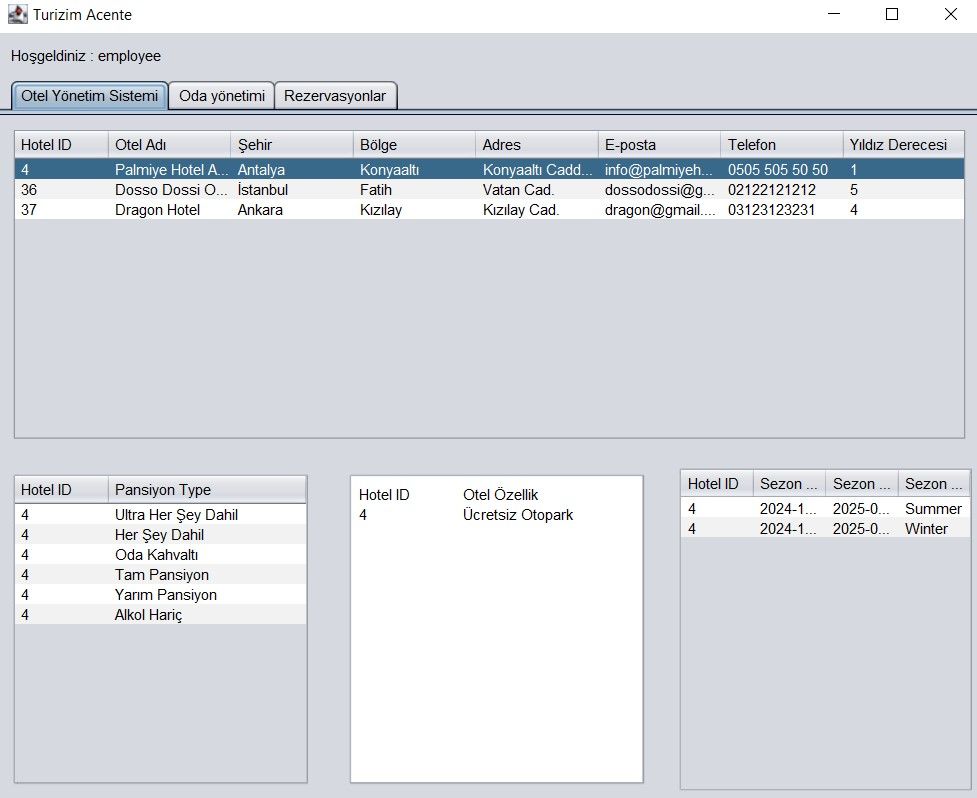 Turizim Acente
Hoşgeldiniz : employee
Otel Yönetim Sistemi Oda yönetimi Rezervasyonlar
Hotel ID Otel Adı Şehir Bölge Adres E-posta Telefon Yıldız Derecesi
4 Palmiye Hotel A... Antalya Konyaaltı Konyaaltı Cadd... info@palmiyeh... 0505 505 50 50 1
36 Dosso Dossi O... İstanbul Fatih Vatan Cad. dossodossi@g... 02122121212 5
37 Dragon Hotel Ankara Kızılay Kızılay Cad. dragon@gmail.... 03123123231 4
Hotel ID Pansiyon Type
4 Ultra Her Şey Dahil
4 Her Şey Dahil
4 Oda Kahvaltı
4 Tam Pansiyon
4 Yarım Pansiyon
4 Alkol Hariç
Hotel ID Otel Özellik
4 Ücretsiz Otopark
Hotel ID Sezon ... Sezon ... Sezon ...
4 2024-1... 2025-0... Summer
4 2024-1... 2025-0... Winter